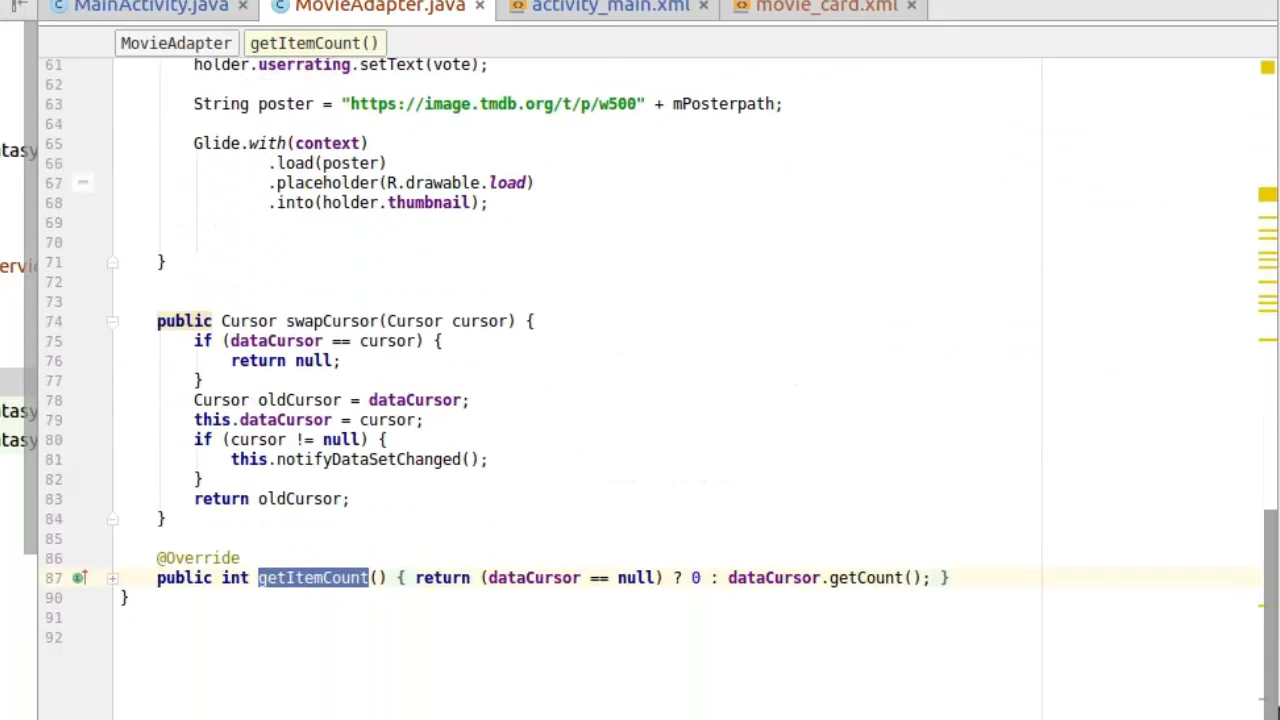 MainActivity.java × MovieAdapter.java × activity_main.xml × movie_card.xml ×
MovieAdapter getItemCount()
61 holder.userrating.setText(vote);
62
63 String poster = "https://image.tmdb.org/t/p/w500" + mPosterpath;
64
65 Glide.with(context)
66 .load(poster)
67 .placeholder(R.drawable.load)
68 .into(holder.thumbnail);
69
70
71 }
72
73
74 public Cursor swapCursor(Cursor cursor) {
75 if (dataCursor == cursor) {
76 return null;
77 }
78 Cursor oldCursor = dataCursor;
79 this.dataCursor = cursor;
80 if (cursor != null) {
81 this.notifyDataSetChanged();
82 }
83 return oldCursor;
84 }
85
86 @Override
87 public int getItemCount() { return (dataCursor == null) ? 0 : dataCursor.getCount(); }
90 }
91
92
atasy
ervic
atasy
atasy